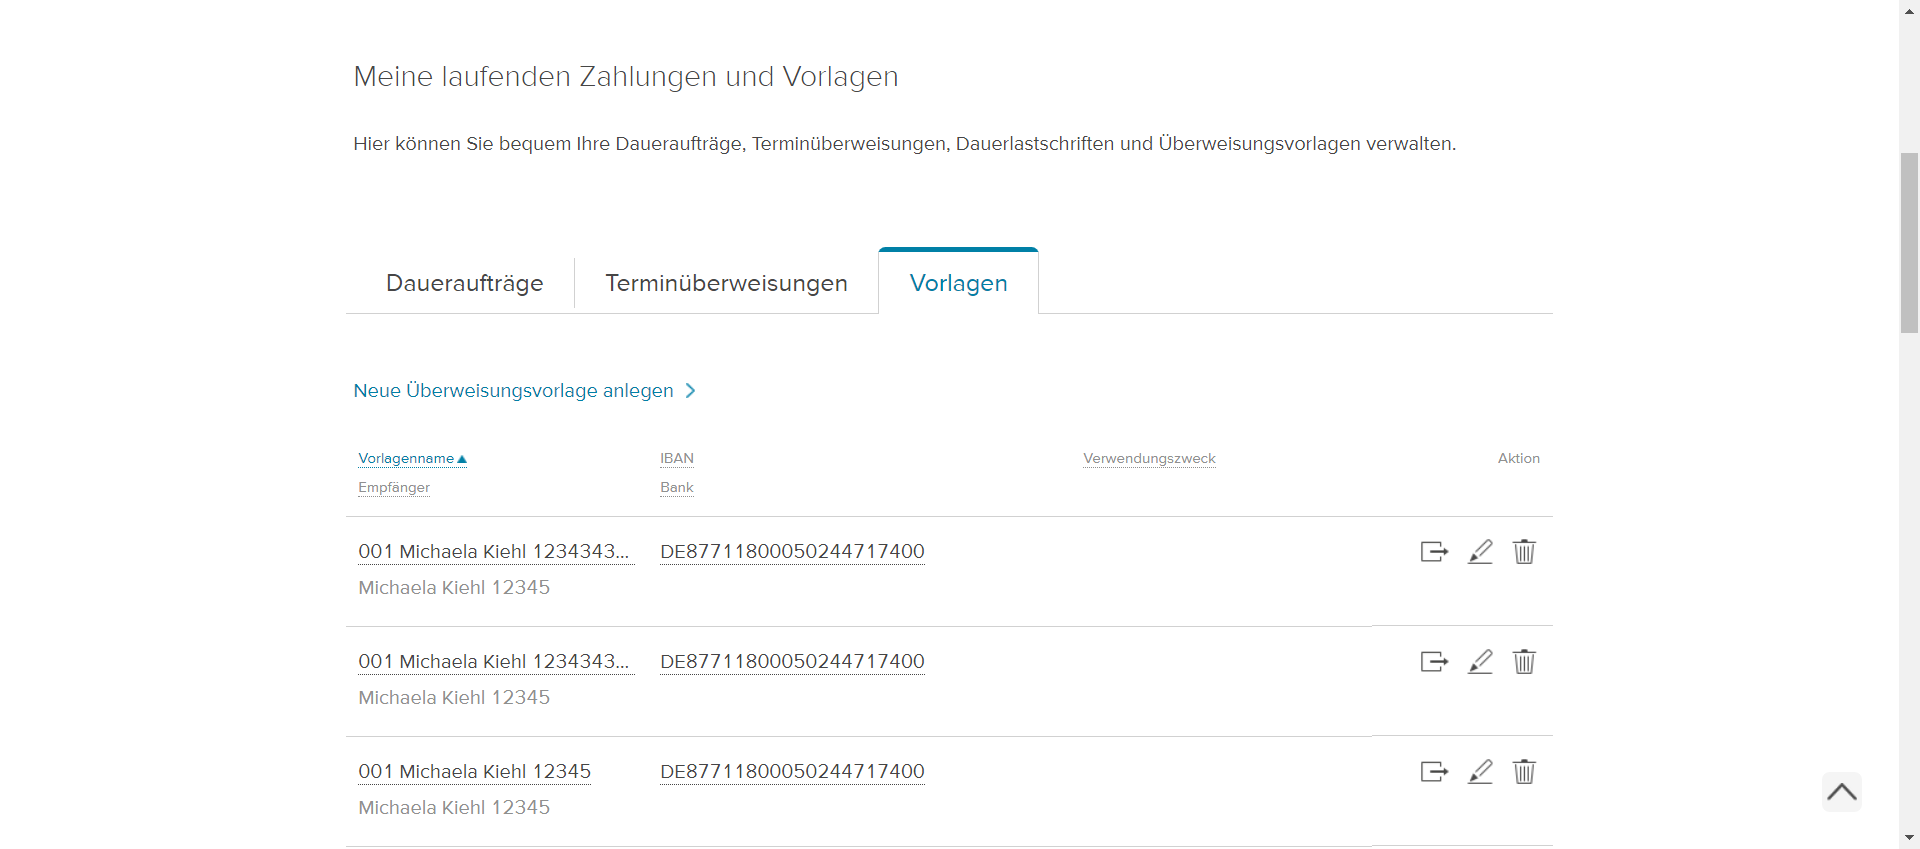 Meine laufenden Zahlungen und Vorlagen
Hier können Sie bequem Ihre Daueraufträge, Terminüberweisungen, Dauerlastschriften und Überweisungsvorlagen verwalten.
Daueraufträge Terminüberweisungen Vorlagen
Neue Überweisungsvorlage anlegen
Vorlagenname IBAN Verwendungszweck Aktion
Empfänger Bank
001 Michaela Kiehl 1234343... DE87711800050244717400
Michaela Kiehl 12345
001 Michaela Kiehl 1234343... DE87711800050244717400
Michaela Kiehl 12345
001 Michaela Kiehl 12345 DE87711800050244717400
Michaela Kiehl 12345